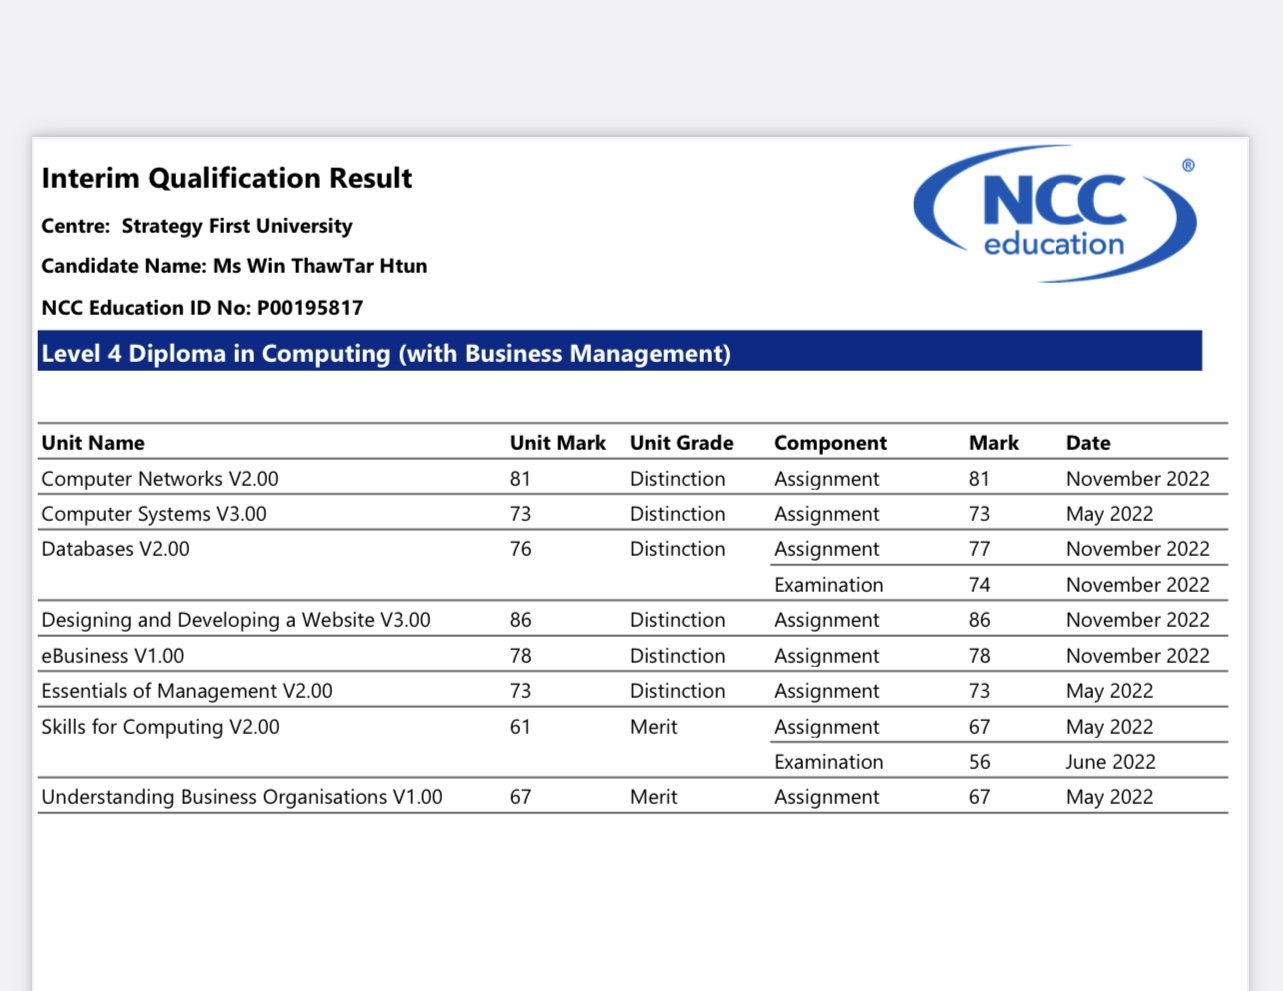 Interim Qualification Result
NCC ®
education
Centre: Strategy First University
Candidate Name: Ms Win ThawTar Htun
NCC Education ID No: P00195817
Level 4 Diploma in Computing (with Business Management)
Unit Name Unit Mark Unit Grade Component Mark Date
Computer Networks V2.00 81 Distinction Assignment 81 November 2022
Computer Systems V3.00 73 Distinction Assignment 73 May 2022
Databases V2.00 76 Distinction Assignment 77 November 2022
Examination 74 November 2022
Designing and Developing a Website V3.00 86 Distinction Assignment 86 November 2022
eBusiness V1.00 78 Distinction Assignment 78 November 2022
Essentials of Management V2.00 73 Distinction Assignment 73 May 2022
Skills for Computing V2.00 61 Merit Assignment 67 May 2022
Examination 56 June 2022
Understanding Business Organisations V1.00 67 Merit Assignment 67 May 2022